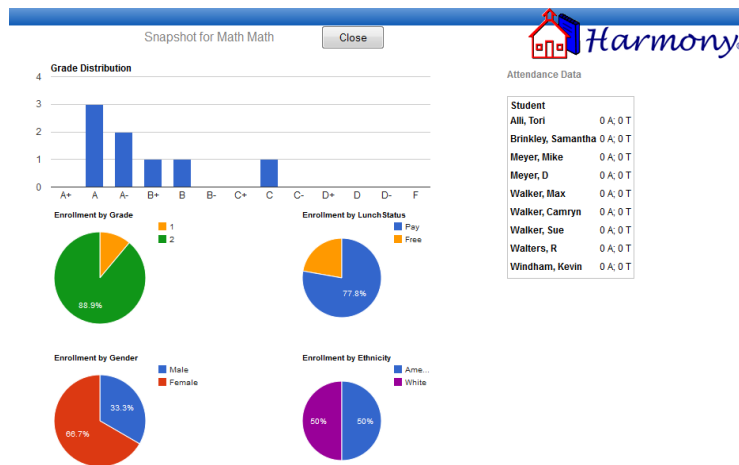 Snapshot for Math Math
Close
Harmony
Grade Distribution
4
3
2
1
0
A+ A A- B+ B B- C+ C C- D+ D D- F
Enrollment by Grade
1
2
88.9%
Enrollment by LunchStatus
Pay
Free
77.8%
Enrollment by Gender
Male
Female
33.3%
66.7%
Enrollment by Ethnicity
Ame...
White
50% 50%
Attendance Data
Student
Alli, Tori 0 A; 0 T
Brinkley, Samantha 0 A; 0 T
Meyer, Mike 0 A; 0 T
Meyer, D 0 A; 0 T
Walker, Max 0 A; 0 T
Walker, Camryn 0 A; 0 T
Walker, Sue 0 A; 0 T
Walters, R 0 A; 0 T
Windham, Kevin 0 A; 0 T